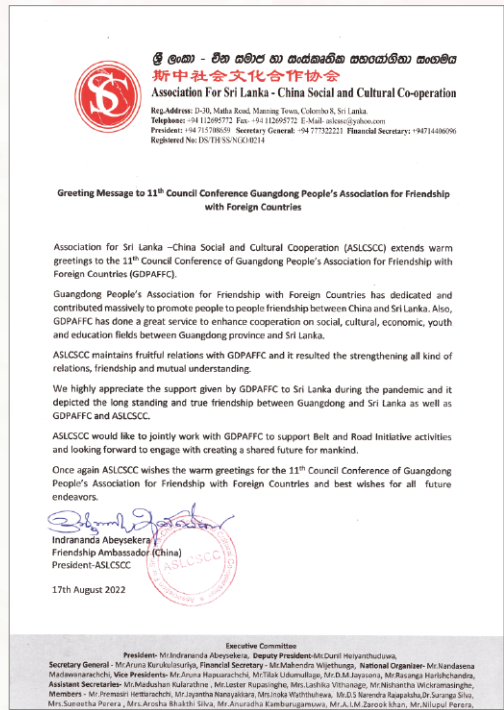 ශ්‍රී ලංකා - චීන සමාජ හා සංස්කෘතික සහයෝගීතා සංගමය
斯中社会文化合作协会
Association For Sri Lanka - China Social and Cultural Co-operation
Reg.Address: D-30, Matha Road, Manning Town, Colombo 8, Sri Lanka.
Telephone: +94 112695772 Fax- +94 112695772 E-Mail- aslcscc@yahoo.com
President: +94 715708659 Secretary General: +94 777322221 Financial Secretary: +94714406096
Registered No: DS/TH/SS/NGO/0214
Greeting Message to 11th Council Conference Guangdong People's Association for Friendship
with Foreign Countries
Association for Sri Lanka –China Social and Cultural Cooperation (ASLCSCC) extends warm
greetings to the 11th Council Conference of Guangdong People's Association for Friendship with
Foreign Countries (GDPAFFC).
Guangdong People's Association for Friendship with Foreign Countries has dedicated and
contributed massively to promote people to people friendship between China and Sri Lanka. Also,
GDPAFFC has done a great service to enhance cooperation on social, cultural, economic, youth
and education fields between Guangdong province and Sri Lanka.
ASLCSCC maintains fruitful relations with GDPAFFC and it resulted the strengthening all kind of
relations, friendship and mutual understanding.
We highly appreciate the support given by GDPAFFC to Sri Lanka during the pandemic and it
depicted the long standing and true friendship between Guangdong and Sri Lanka as well as
GDPAFFC and ASLCSCC.
ASLCSCC would like to jointly work with GDPAFFC to support Belt and Road Initiative activities
and looking forward to engage with creating a shared future for mankind.
Once again ASLCSCC wishes the warm greetings for the 11th Council Conference of Guangdong
People's Association for Friendship with Foreign Countries and best wishes for all future
endeavors.
Indrananda Abeysekera
Friendship Ambassador (China)
President-ASLCSCC
ASLCSCC
17th August 2022
Executive Committee
President- Mr.Indrananda Abeysekera, Deputy President-Mr.Dunil Heiyanthuduwa,
Secretary General - Mr.Aruna Kurukulasuriya, Financial Secretary - Mr.Mahendra Wijethunga, National Organizer- Mr.Nandasena
Madawanarachchi, Vice Presidents- Mr.Aruna Hapuarachchi, Mr.Tilak Udumullage, Mr.D.M.Jayasona, Mr.Rasanga Harishchandra,
Assistant Secretaries- Mr.Madushan Kularathne , Mr.Lester Rupasinghe, Mrs.Lashika Vithanage, Mr.Nishantha Wickramasinghe,
Members - Mr.Premasiri Hettiarachchi, Mr.Jayantha Nanayakkara, Mrs.Inoka Waththuhewa, Mr.D.S Narendra Rajapaksha,Dr.Suranga Silva,
Mrs.Suneetha Perera , Mrs.Arosha Bhakthi Silva, Mr.Anuradha Kamburugamuwa, Mr.A.I.M.Zarook khan, Mr.Nilupul Perera,